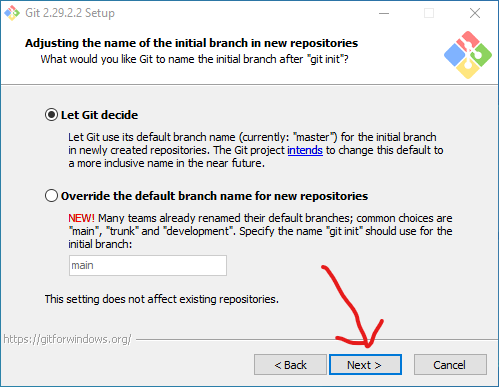 Git 2.29.2.2 Setup
Adjusting the name of the initial branch in new repositories
What would you like Git to name the initial branch after "git init"?
Let Git decide
Let Git use its default branch name (currently: "master") for the initial branch
in newly created repositories. The Git project intends to change this default to
a more inclusive name in the near future.
Override the default branch name for new repositories
NEW! Many teams already renamed their default branches; common choices are
"main", "trunk" and "development". Specify the name "git init" should use for the
initial branch:
main
This setting does not affect existing repositories.
https://gitforwindows.org/
< Back
Next >
Cancel